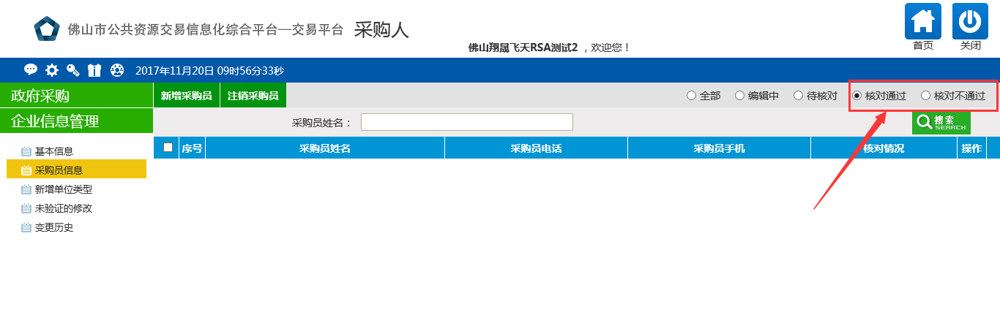 佛山市公共资源交易信息化综合平台—交易平台 采购人
佛山翔晟飞天RSA测试2 ，欢迎您！
首页 关闭
2017年11月20日 09时56分33秒
政府采购
新增采购员 注销采购员
全部 编辑中 待核对 核对通过 核对不通过
企业信息管理
采购员姓名： 搜索 SEARCH
序号 采购员姓名 采购员电话 采购员手机 核对情况 操作
基本信息
采购员信息
新增单位类型
未验证的修改
变更历史